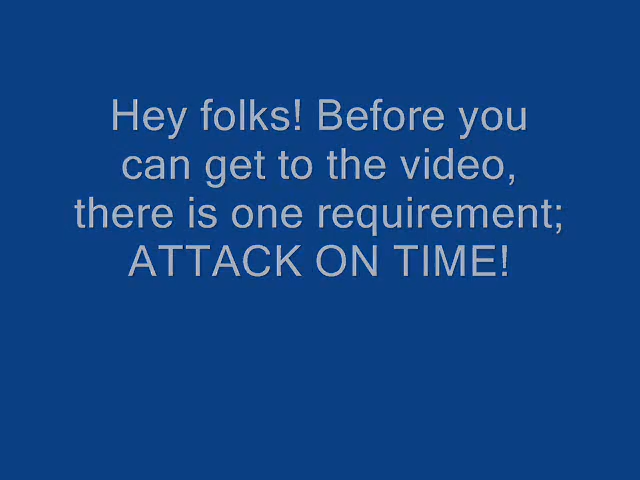 Hey folks! Before you
can get to the video,
there is one requirement;
ATTACK ON TIME!